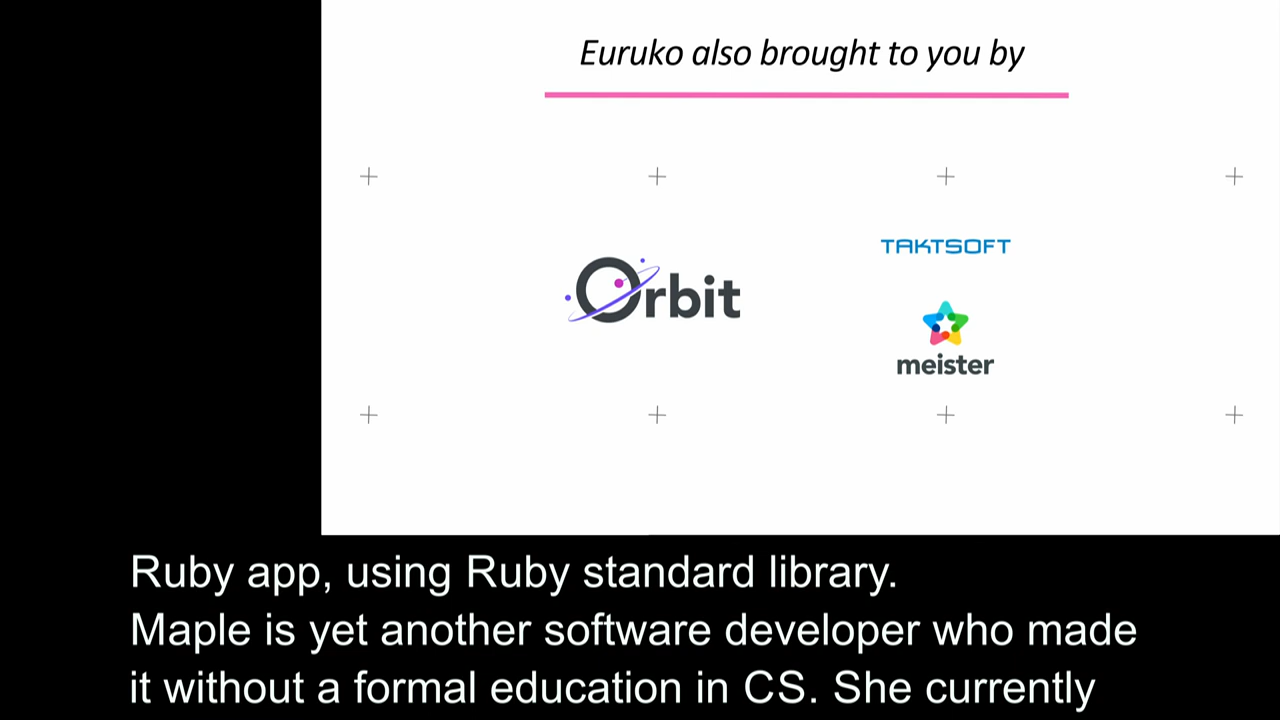 Euruko also brought to you by
Orbit
TAKTSOFT
meister
Ruby app, using Ruby standard library.
Maple is yet another software developer who made
it without a formal education in CS. She currently